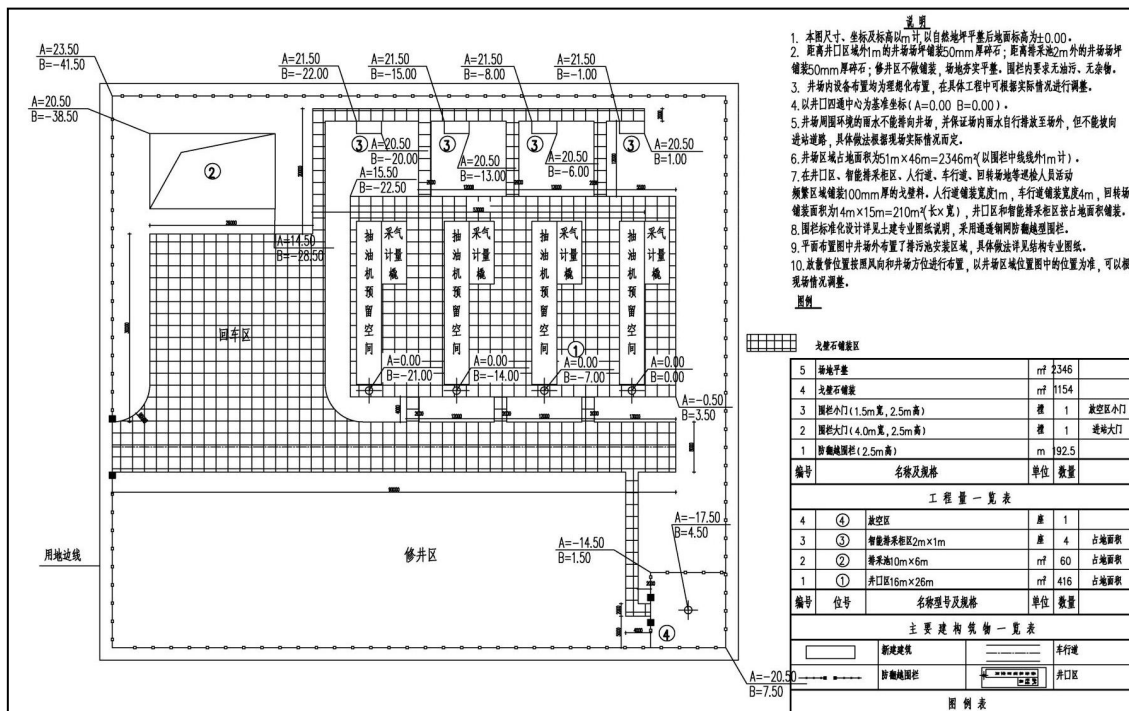 说 明
1. 本图尺寸、坐标及标高以m计,以自然地坪平整后地面标高为±0.00。
2. 距离井口区域外1m的井场场坪铺装50mm厚碎石；距离排采池2m外的井场场坪
铺装50mm厚碎石；修井区不做铺装，场地夯实平整。围栏内要求无油污、无杂物。
3. 井场内设备布置均为理想化布置，在具体工程中可根据实际情况进行调整。
4. 以井口四通中心为基准坐标(A=0.00 B=0.00)。
5. 井场周围环境的雨水不能排向井场，并保证场内雨水自行排放至场外，但不能坡向
进站道路，具体做法根据现场实际情况而定。
6. 井场区域占地面积为51m×46m=2346m²(以围栏中线线外1m计)。
7. 在井口区、智能排采柜区、人行道、车行道、回转场地等巡检人员活动
频繁区域铺装100mm厚的戈壁料。人行道铺装宽度1m，车行道铺装宽度4m，回转场
铺装面积为14m×15m=210m²(长×宽)，井口区和智能排采柜区按占地面积铺装。
8. 围栏标准化设计详见土建专业图纸说明，采用通透钢网防翻越型围栏。
9. 平面布置图中井场外布置了排污池安装区域，具体做法详见结构专业图纸。
10. 放散管位置按照风向和井场方位进行布置，以井场区域位置图中的位置为准，可以根
现场情况调整。
图例
戈壁石铺装区
A=23.50
B=-41.50
A=21.50
B=-22.00
A=21.50
B=-15.00
A=21.50
B=-8.00
A=21.50
B=-1.00
A=20.50
B=-38.50
②
③
③
③
③
A=20.50
B=-20.00
A=20.50
B=-13.00
A=20.50
B=-6.00
A=20.50
B=1.00
A=15.50
B=-22.50
A=14.50
B=-28.50
抽油机预留空间
采气计量橇
抽油机预留空间
采气计量橇
抽油机预留空间
采气计量橇
抽油机预留空间
采气计量橇
回车区
①
A=0.00
B=-21.00
A=0.00
B=-14.00
A=0.00
B=-7.00
A=0.00
B=0.00
A=-0.50
B=3.50
A=-17.50
B=4.50
A=-14.50
B=1.50
用地边线
修井区
④
A=-20.50
B=7.50
5 场地平整 m² 2346
4 戈壁石铺装 m² 1154
3 围栏小门(1.5m宽,2.5m高) 樘 1 放空区小门
2 围栏大门(4.0m宽,2.5m高) 樘 1 进站大门
1 防翻越围栏(2.5m高) m 192.5
编号 名称及规格 单位 数量
工程量一览表
4 ④ 放空区 座 1
3 ③ 智能排采柜区2m×1m 座 4 占地面积
2 ② 排采池10m×6m m² 60 占地面积
1 ① 井口区16m×26m m² 416 占地面积
编号 位号 名称型号及规格 单位 数量
主要建构筑物一览表
新建建筑 车行道
防翻越围栏 井口区
图例表